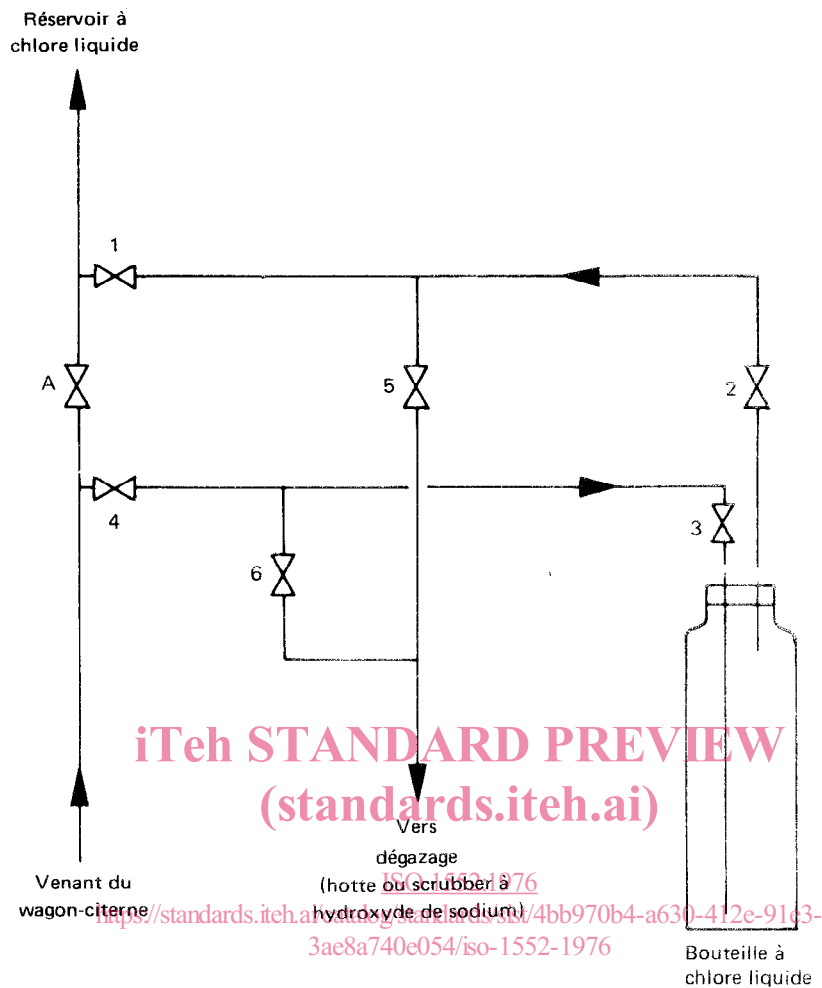 Réservoir à
chlore liquide
1
A
5
2
4
3
6
iTeh STANDARD PREVIEW
(standards.iteh.ai)
Vers
dégazage
(hotte ou scrubber à
hydroxyde de sodium)
Venant du
wagon-citerne
ISO 1552:1976
https://standards.iteh.ai/catalog/standards/sist/4bb970b4-a630-412e-91e3-
3ae8a740e054/iso-1552-1976
Bouteille à
chlore liquide